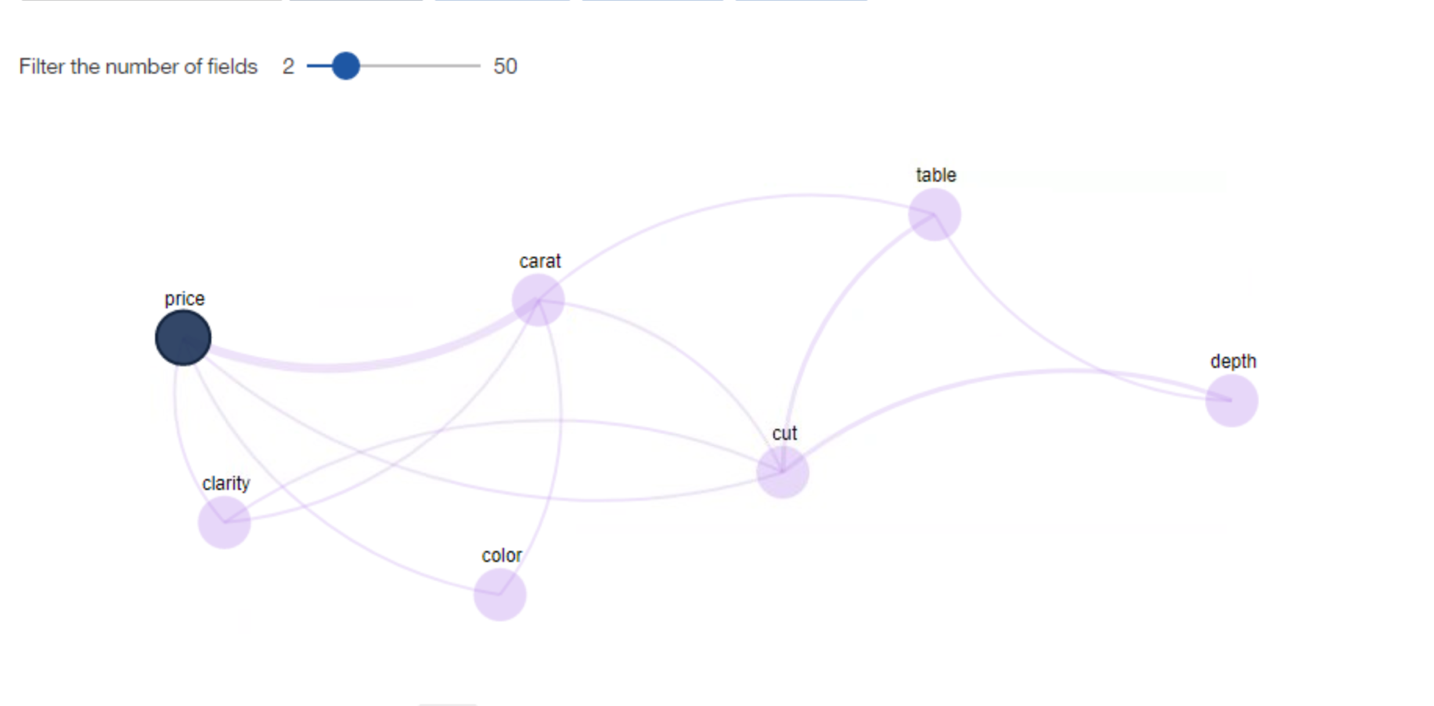 Filter the number of fields 2 50
table
carat
price
depth
cut
clarity
color